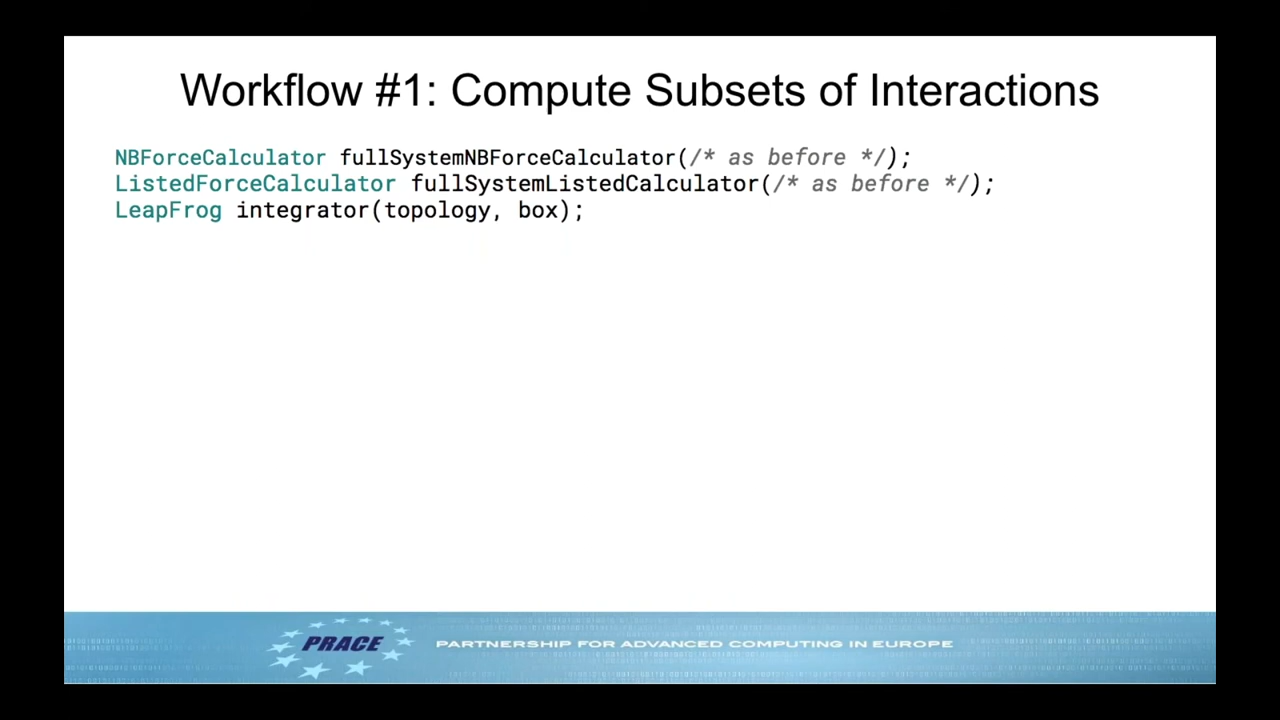 Workflow #1: Compute Subsets of Interactions
NBForceCalculator fullSystemNBForceCalculator(/* as before */);
ListedForceCalculator fullSystemListedCalculator(/* as before */);
LeapFrog integrator(topology, box);
PRACE
PARTNERSHIP FOR ADVANCED COMPUTING IN EUROPE